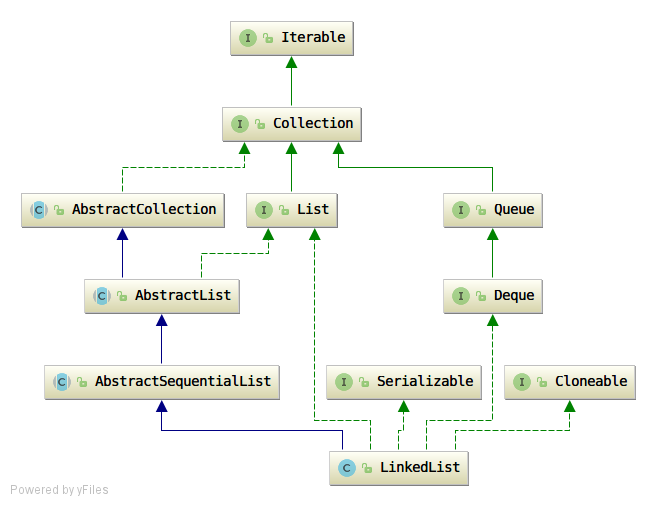 I Iterable
I Collection
C AbstractCollection
I List
I Queue
C AbstractList
I Deque
C AbstractSequentialList
I Serializable
I Cloneable
C LinkedList
Powered by yFiles